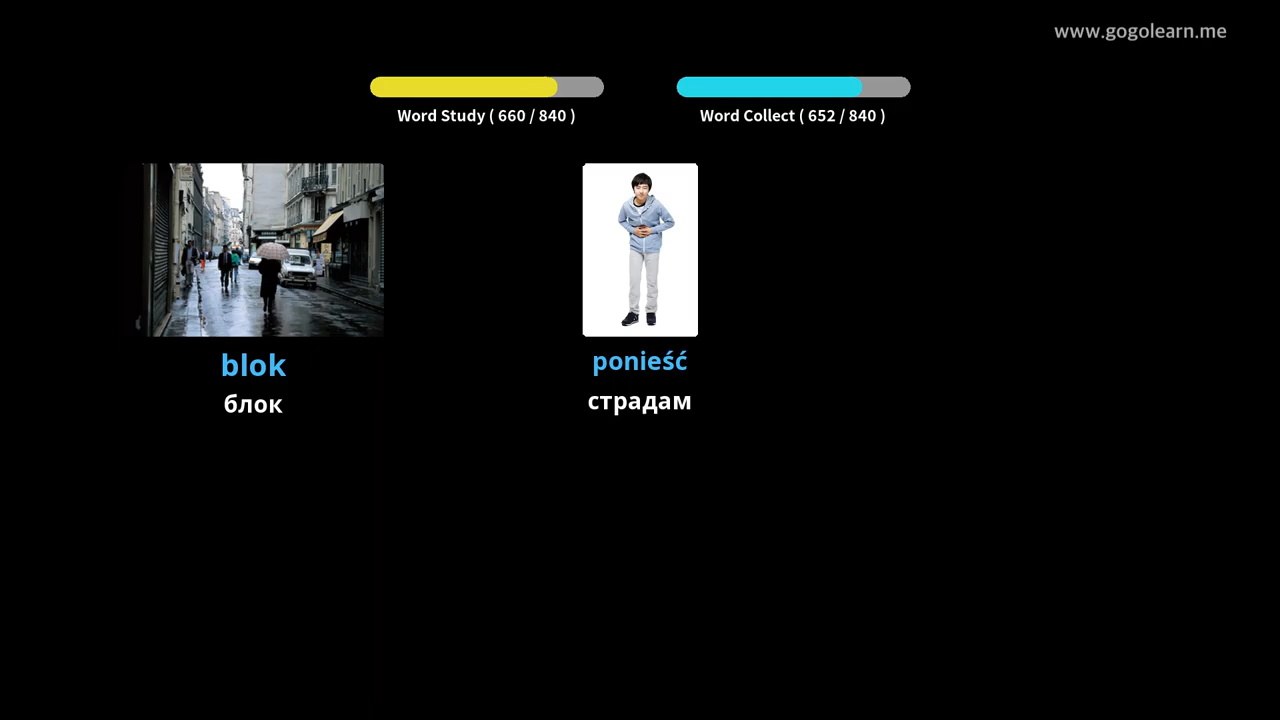 www.gogolearn.me
Word Study ( 660 / 840 )
Word Collect ( 652 / 840 )
blok
блок
ponieść
страдам